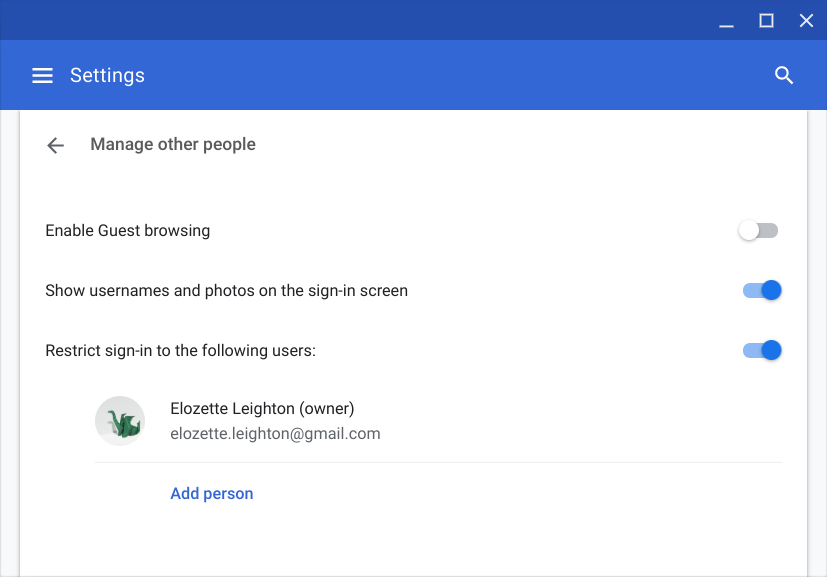 Settings
Manage other people
Enable Guest browsing
Show usernames and photos on the sign-in screen
Restrict sign-in to the following users:
Elozette Leighton (owner)
elozette.leighton@gmail.com
Add person